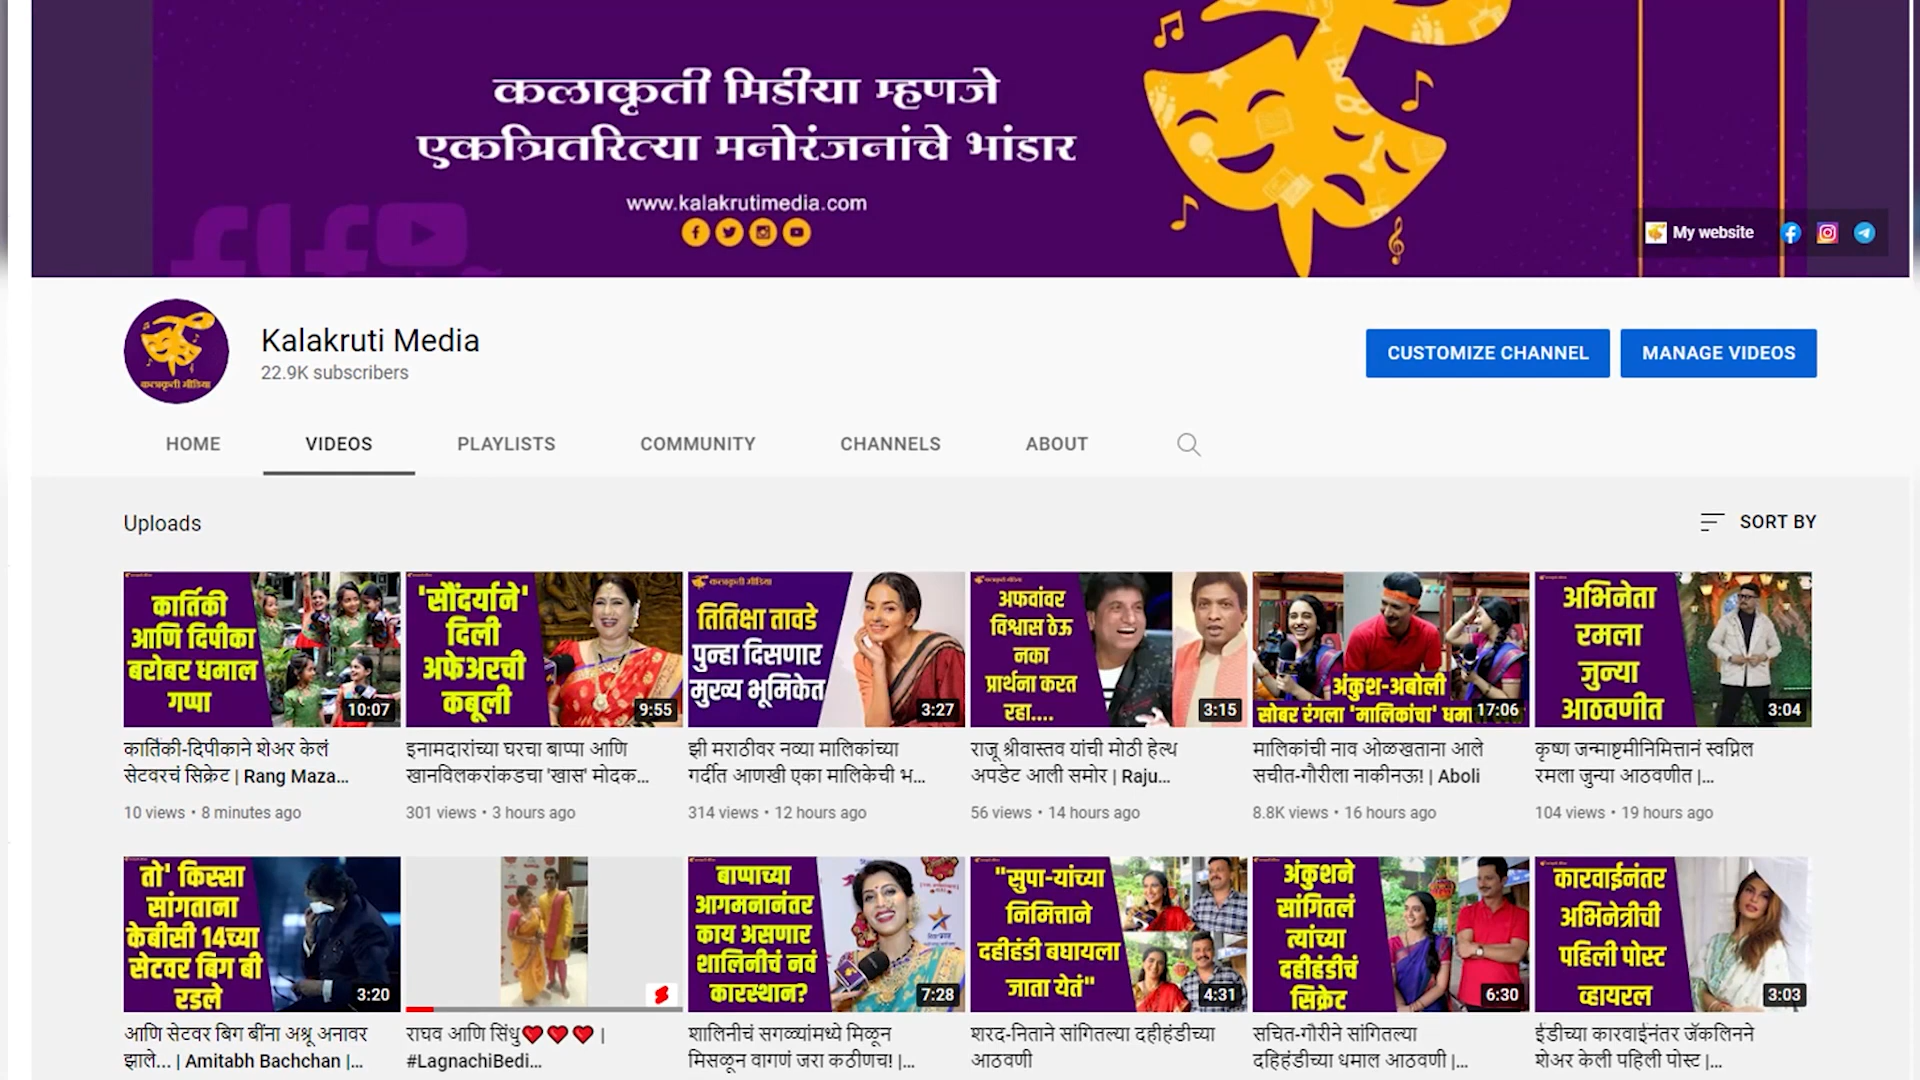 कलाकृती मिडीया म्हणजे
एकत्रितरित्या मनोरंजनांचे भांडार
www.kalakrutimedia.com
My website
कलाकृती मीडिया
Kalakruti Media
22.9K subscribers
CUSTOMIZE CHANNEL
MANAGE VIDEOS
HOME
VIDEOS
PLAYLISTS
COMMUNITY
CHANNELS
ABOUT
Uploads
SORT BY
कार्तिकी
आणि दिपीका
बरोबर धमाल
गप्पा
10:07
कार्तिकी-दिपीकाने शेअर केलं
सेटवरचं सिक्रेट | Rang Maza...
10 views • 8 minutes ago
'सौंदर्याने'
दिली
अफेअरची
कबूली
9:55
इनामदारांच्या घरचा बाप्पा आणि
खानविलकरांकडचा 'खास' मोदक...
301 views • 3 hours ago
कलाकृती मीडिया
तितिक्षा तावडे
पुन्हा दिसणार
मुख्य भूमिकेत
3:27
झी मराठीवर नव्या मालिकांच्या
गर्दीत आणखी एका मालिकेची भ...
314 views • 12 hours ago
कलाकृती मीडिया
अफवांवर
विश्वास ठेऊ
नका
प्रार्थना करत
रहा....
3:15
राजू श्रीवास्तव यांची मोठी हेल्थ
अपडेट आली समोर | Raju...
56 views • 14 hours ago
अंकुश-अबोली
सोबर रंगला 'मालिकांचा' धमा
17:06
मालिकांची नाव ओळखताना आले
सचीत-गौरीला नाकीनऊ! | Aboli
8.8K views • 16 hours ago
अभिनेता
रमला
जुन्या
आठवणीत
3:04
कृष्ण जन्माष्टमीनिमित्तानं स्वप्निल
रमला जुन्या आठवणीत |...
104 views • 19 hours ago
तो' किस्सा
सांगताना
केबीसी 14च्या
सेटवर बिग बी
रडले
3:20
आणि सेटवर बिग बींना अश्रू अनावर
झाले... | Amitabh Bachchan |...
राघव आणि सिंधु❤❤❤ |
#LagnachiBedi...
बाप्पाच्या
आगमनानंतर
काय असणार
शालिनीचं नवं
कारस्थान?
7:28
शालिनीचं सगळ्यांमध्ये मिळून
मिसळून वागणं जरा कठीणच! |...
"सुपा-यांच्या
निमित्ताने
दहीहंडी बघायला
जाता येतं"
4:31
शरद-निताने सांगितल्या दहीहंडीच्या
आठवणी
अंकुशने
सांगितलं
त्यांच्या
दहीहंडीचं
सिक्रेट
6:30
सचित-गौरीने सांगितल्या
दहिहंडीच्या धमाल आठवणी |...
कारवाईनंतर
अभिनेत्रीची
पहिली पोस्ट
व्हायरल
3:03
ईडीच्या कारवाईनंतर जॅकलिनने
शेअर केली पहिली पोस्ट |...